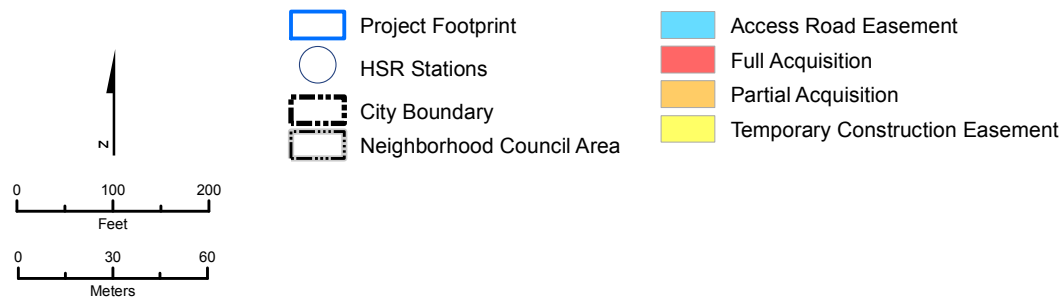 Z
0 100 200
Feet
0 30 60
Meters
Project Footprint
HSR Stations
City Boundary
Neighborhood Council Area
Access Road Easement
Full Acquisition
Partial Acquisition
Temporary Construction Easement